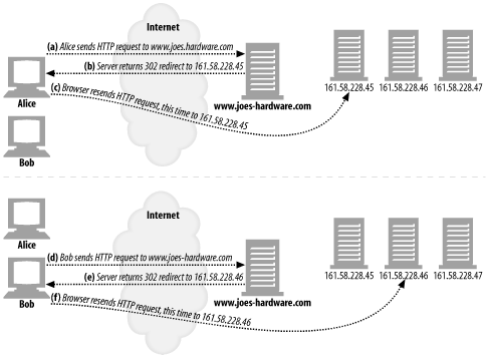 Internet
(a) Alice sends HTTP request to www.joes.hardware.com
(b) Server returns 302 redirect to 161.58.228.45
(c) Browser resends HTTP request, this time to 161.58.228.45
Alice
Bob
www.joes-hardware.com
161.58.228.45 161.58.228.46 161.58.228.47
Internet
Alice
(d) Bob sends HTTP request to www.joes-hardware.com
(e) Server returns 302 redirect to 161.58.228.46
(f) Browser resends HTTP request, this time to 161.58.228.46
Bob
www.joes-hardware.com
161.58.228.45 161.58.228.46 161.58.228.47